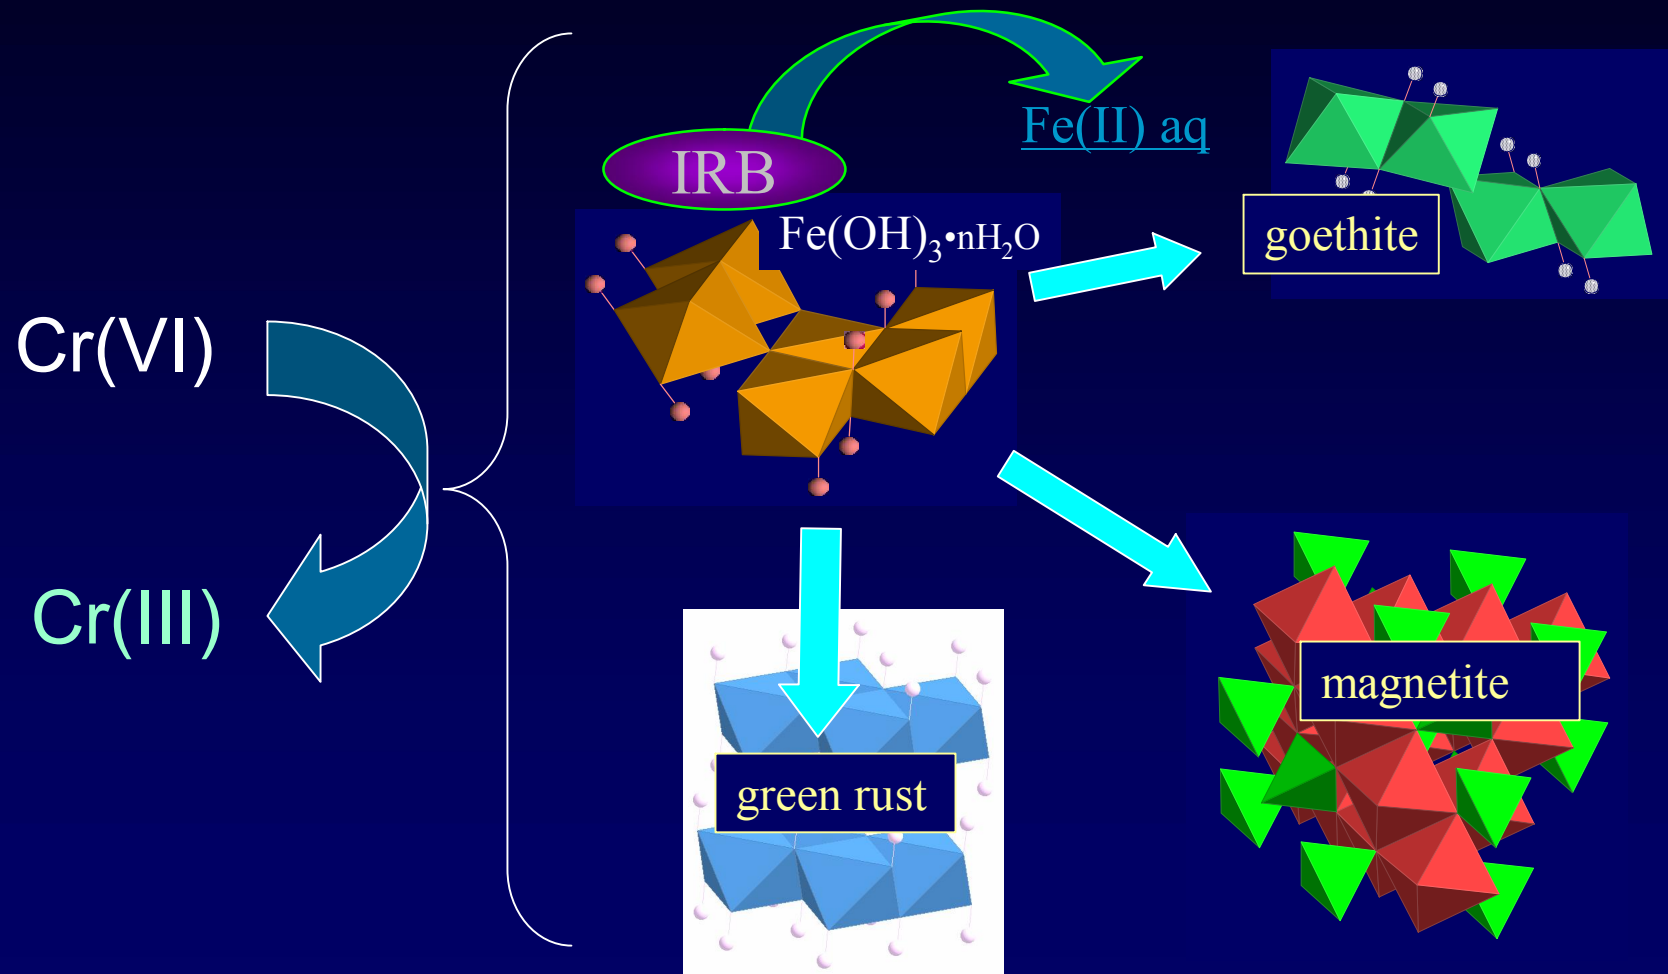 Fe(II) aq
IRB
Fe(OH)₃•nH₂O
goethite
Cr(VI)
Cr(III)
magnetite
green rust